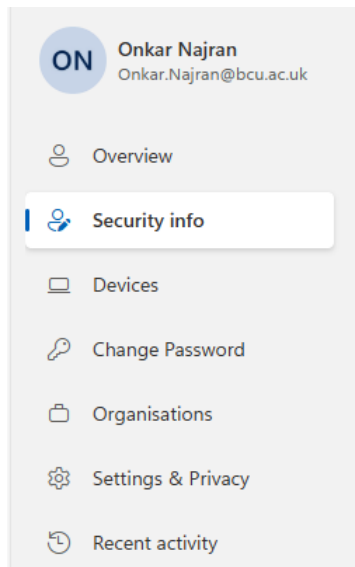 ON
Onkar Najran
Onkar.Najran@bcu.ac.uk
Overview
Security info
Devices
Change Password
Organisations
Settings & Privacy
Recent activity